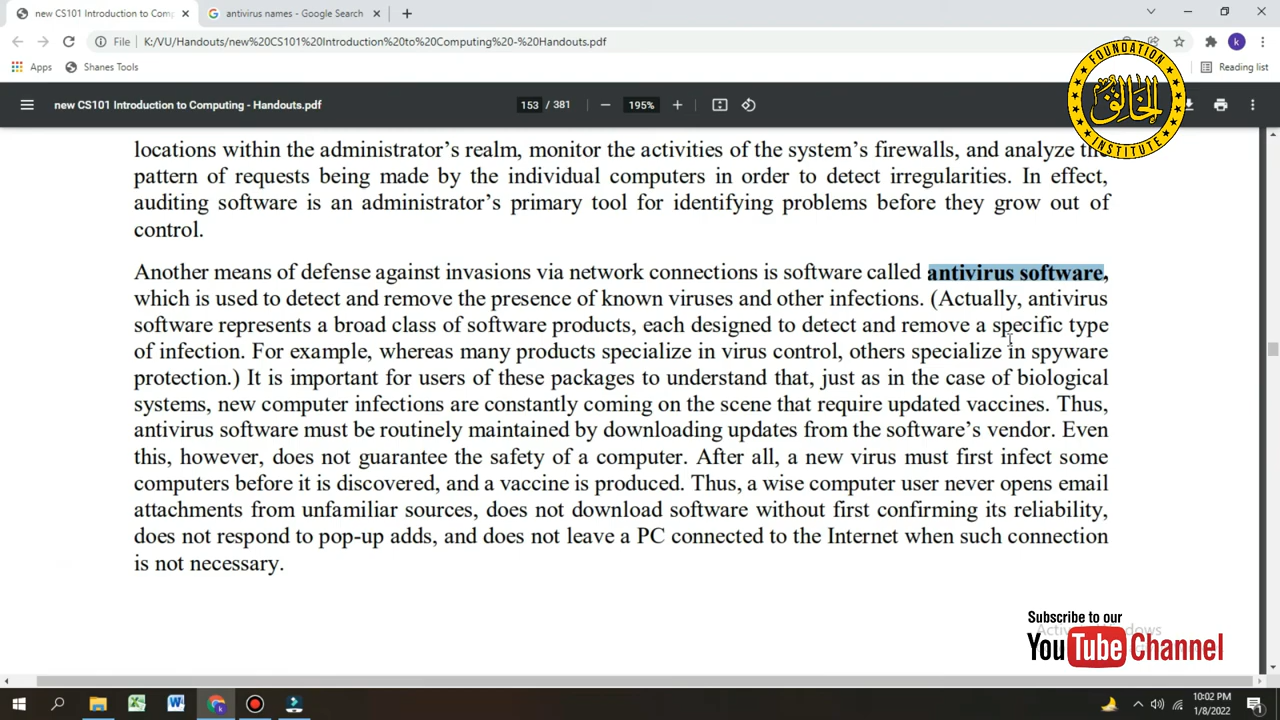 new CS101 Introduction to Comp
antivirus names - Google Search
File
K:/VU/Handouts/new%20CS101%20Introduction%20to%20Computing%20-%20Handouts.pdf
Apps
Shanes Tools
Reading list
new CS101 Introduction to Computing - Handouts.pdf
153 / 381
195%
FOUNDATION
الخالق
INSTITUTE
locations within the administrator's realm, monitor the activities of the system's firewalls, and analyze the
pattern of requests being made by the individual computers in order to detect irregularities. In effect,
auditing software is an administrator's primary tool for identifying problems before they grow out of
control.
Another means of defense against invasions via network connections is software called antivirus software,
which is used to detect and remove the presence of known viruses and other infections. (Actually, antivirus
software represents a broad class of software products, each designed to detect and remove a specific type
of infection. For example, whereas many products specialize in virus control, others specialize in spyware
protection.) It is important for users of these packages to understand that, just as in the case of biological
systems, new computer infections are constantly coming on the scene that require updated vaccines. Thus,
antivirus software must be routinely maintained by downloading updates from the software's vendor. Even
this, however, does not guarantee the safety of a computer. After all, a new virus must first infect some
computers before it is discovered, and a vaccine is produced. Thus, a wise computer user never opens email
attachments from unfamiliar sources, does not download software without first confirming its reliability,
does not respond to pop-up adds, and does not leave a PC connected to the Internet when such connection
is not necessary.
Subscribe to our
YouTube Channel
10:02 PM
1/8/2022